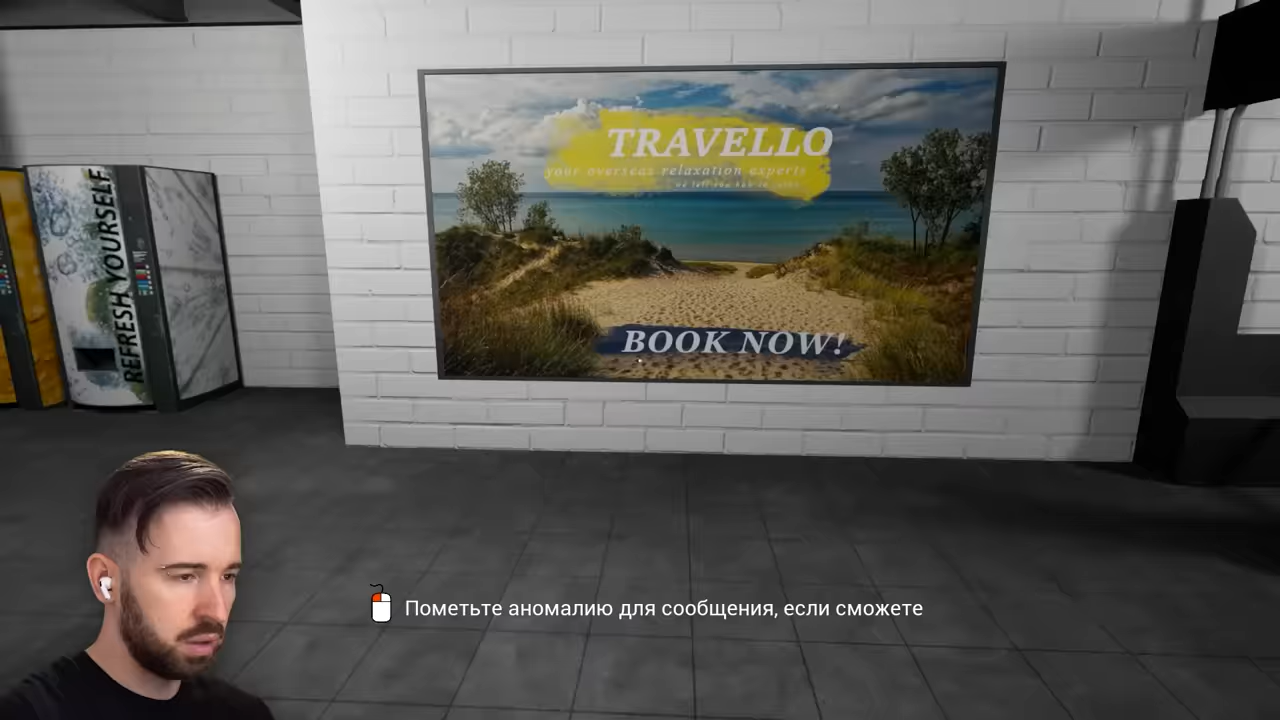 REFRESH YOURSELF
TRAVELLO
your overseas relaxation experts
BOOK NOW!
Пометьте аномалию для сообщения, если сможете